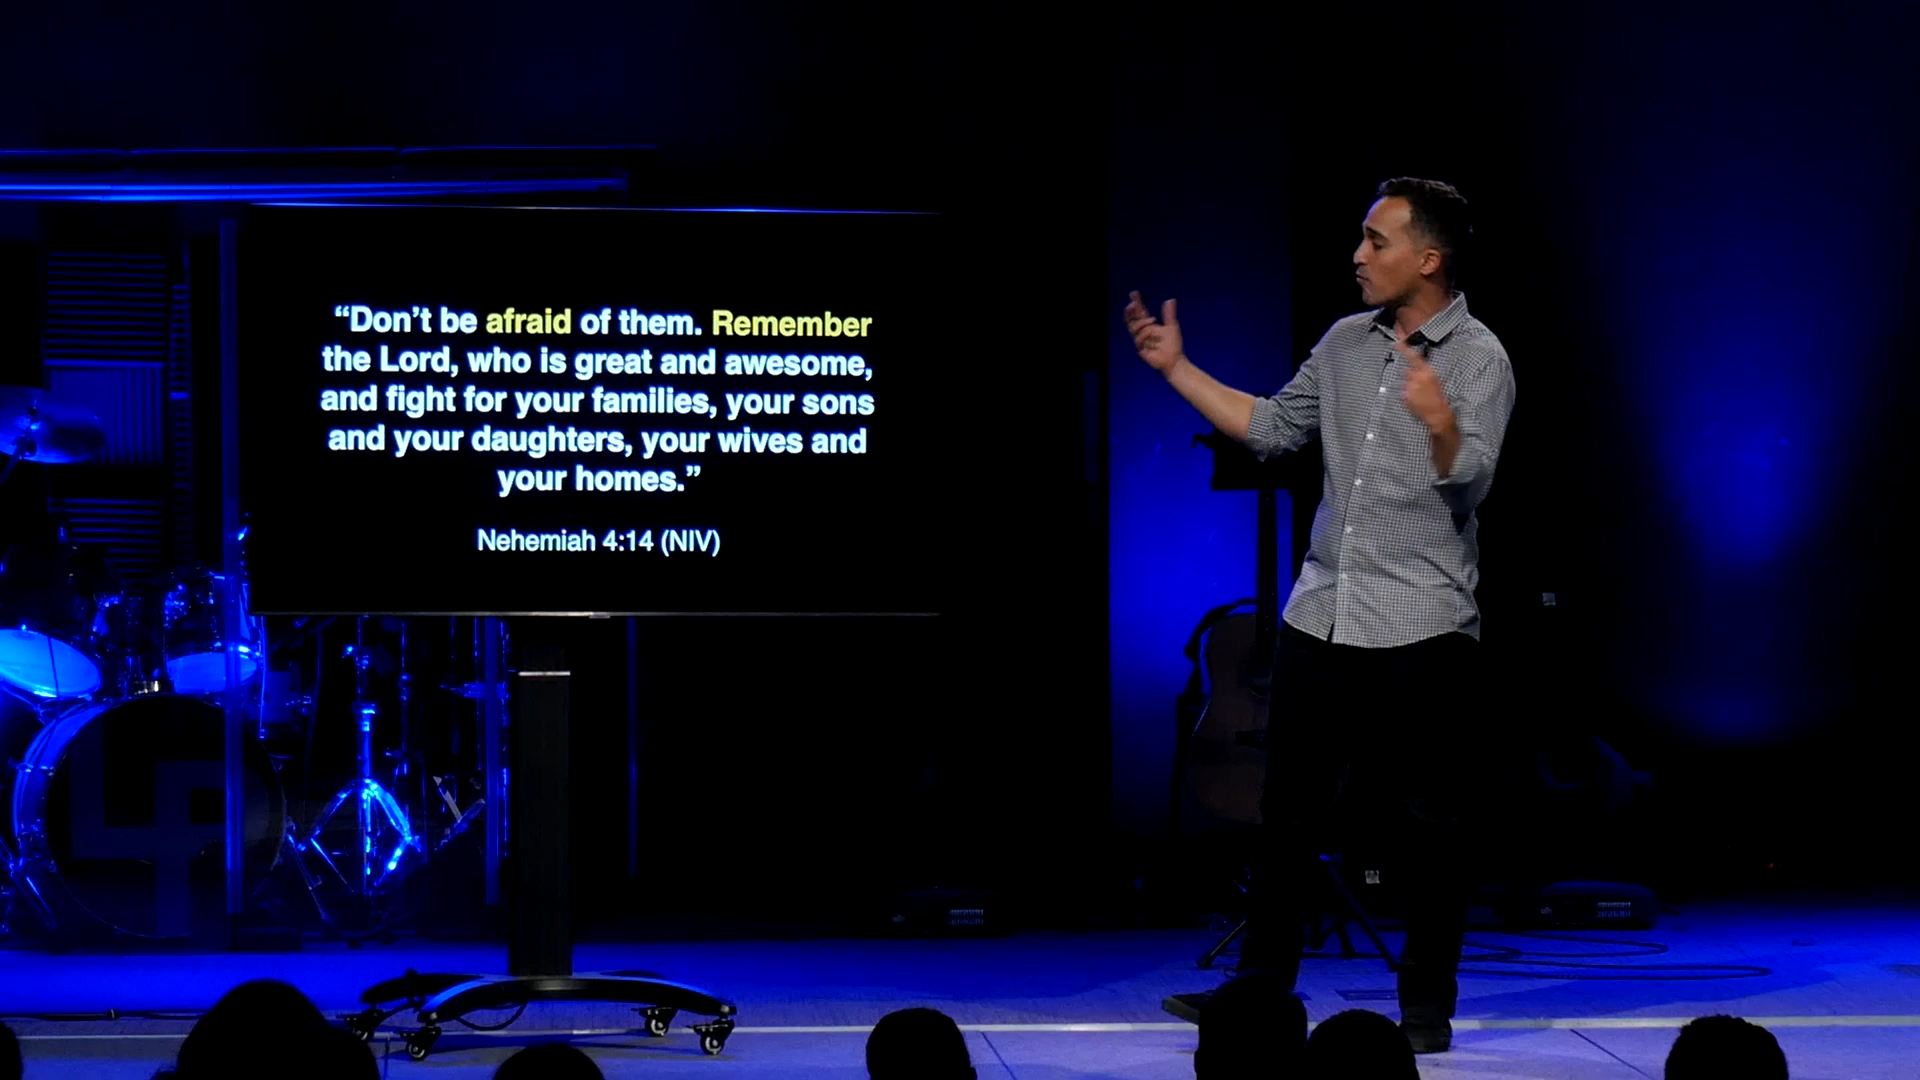 “Don’t be afraid of them. Remember
the Lord, who is great and awesome,
and fight for your families, your sons
and your daughters, your wives and
your homes.”
Nehemiah 4:14 (NIV)